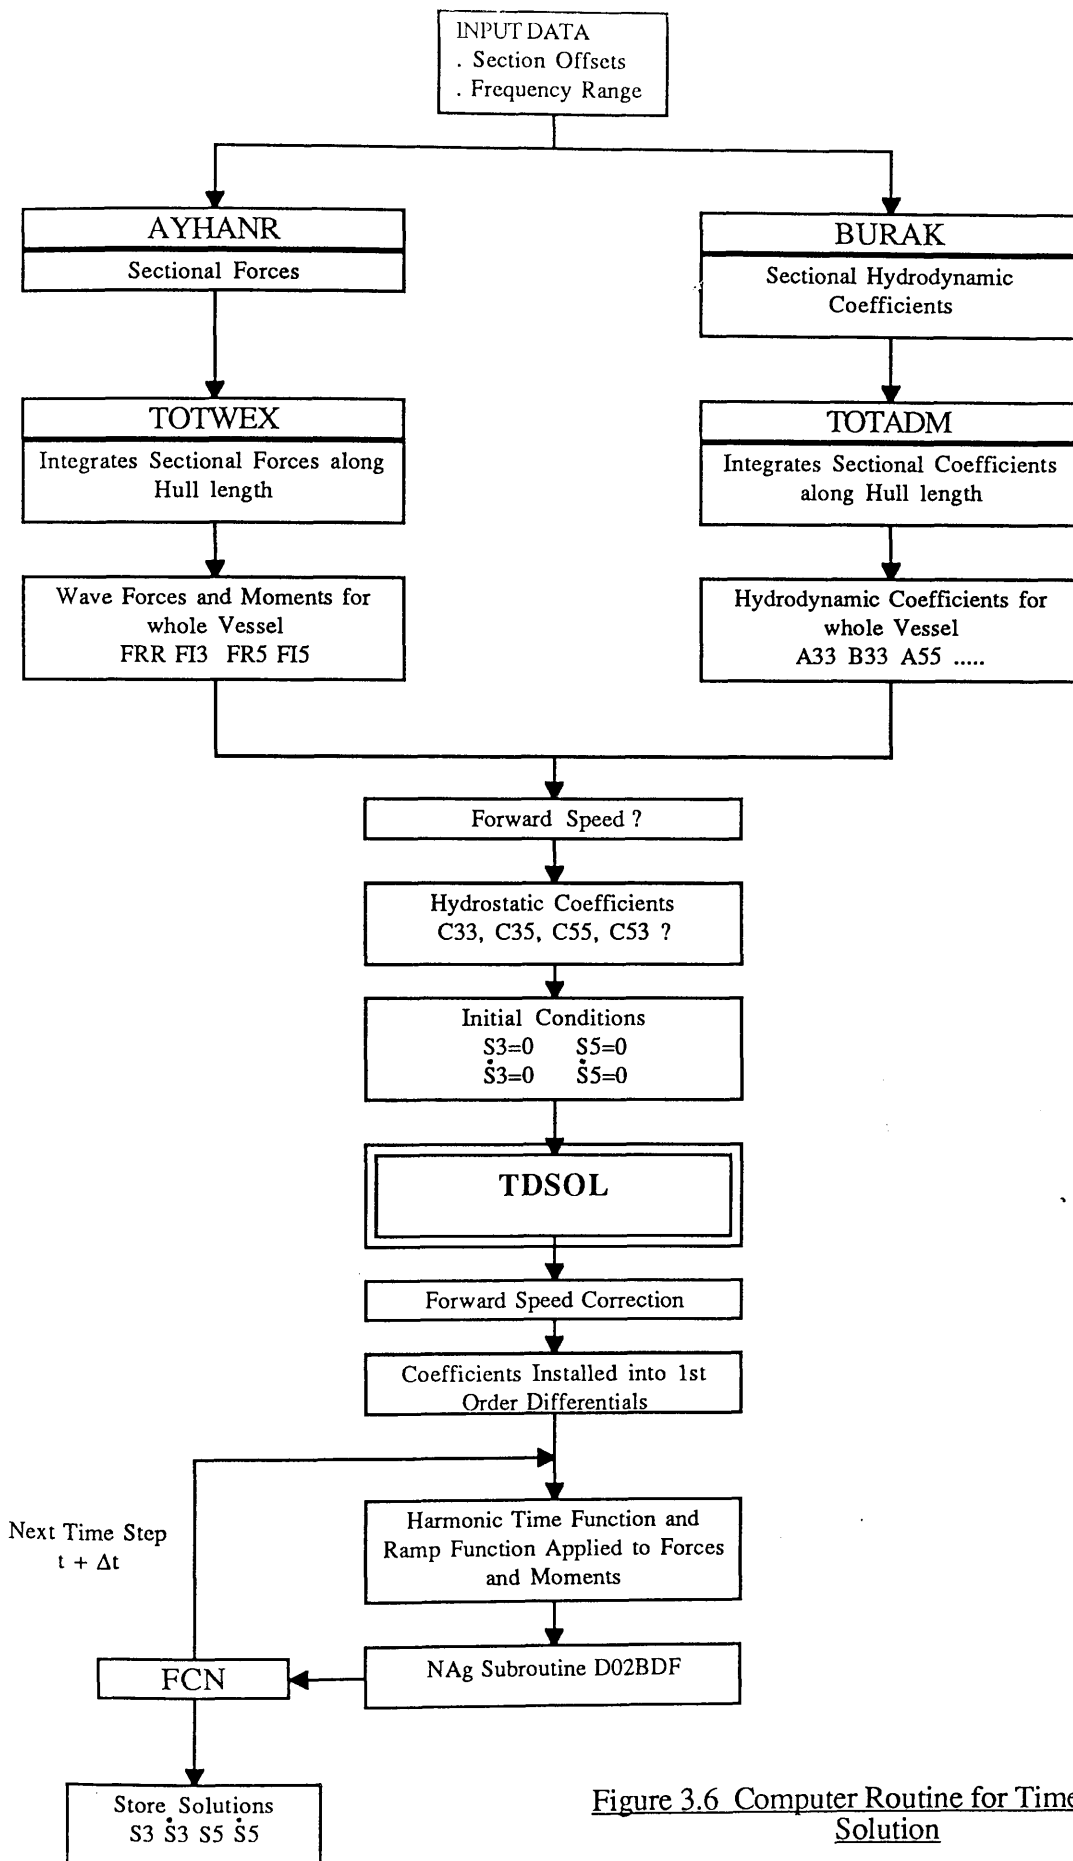 INPUT DATA
. Section Offsets
. Frequency Range
AYHANR
Sectional Forces
BURAK
Sectional Hydrodynamic
Coefficients
TOTWEX
Integrates Sectional Forces along
Hull length
TOTADM
Integrates Sectional Coefficients
along Hull length
Wave Forces and Moments for
whole Vessel
FRR FI3 FR5 FI5
Hydrodynamic Coefficients for
whole Vessel
A33 B33 A55 .....
Forward Speed ?
Hydrostatic Coefficients
C33, C35, C55, C53 ?
Initial Conditions
S3=0 S5=0
Ṡ3=0 Ṡ5=0
TDSOL
Forward Speed Correction
Coefficients Installed into 1st
Order Differentials
Next Time Step
t + Δt
Harmonic Time Function and
Ramp Function Applied to Forces
and Moments
FCN
NAg Subroutine D02BDF
Store Solutions
S3 Ṡ3 S5 Ṡ5
Figure 3.6 Computer Routine for Time
Solution